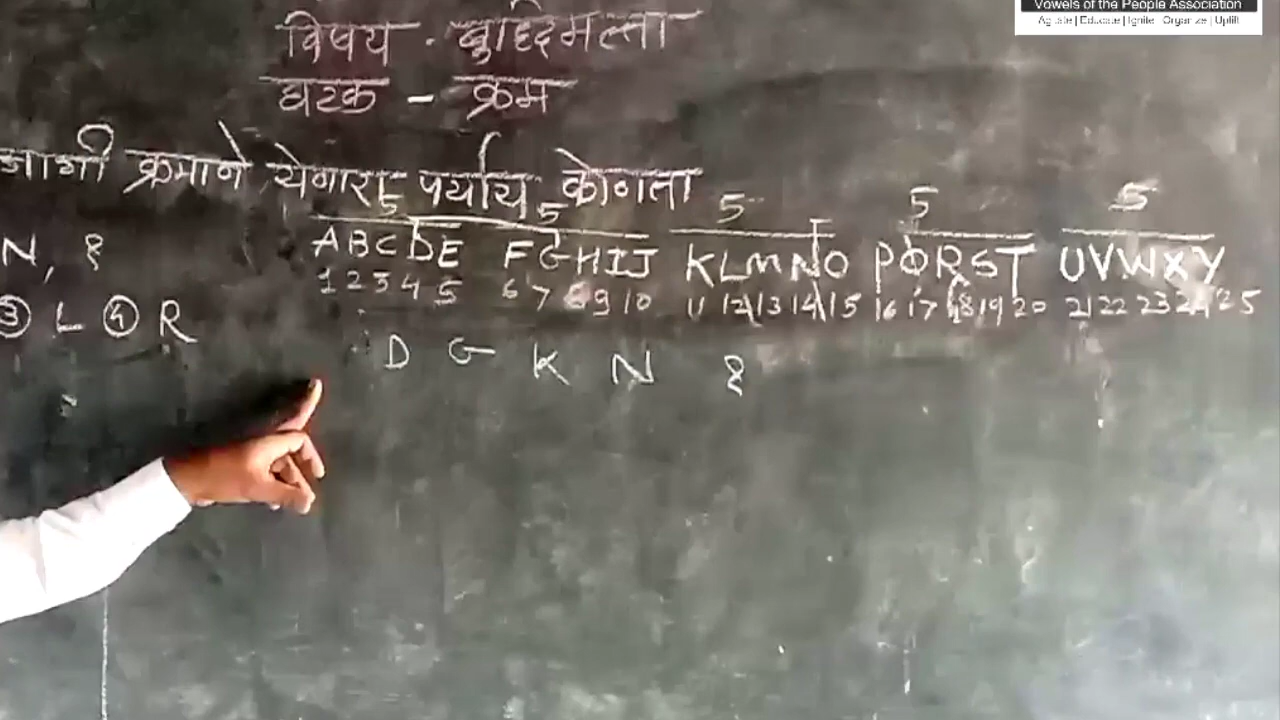 Vowels of the People Association
Agitate | Educate | Ignite | Organize | Uplift
विषय - बुध्दिमत्ता
घटक - क्रम
जागी क्रमाने येणारा पर्याय कोणता
5 5 5 5 5
N, ? ABCDE FGHIJ KLMNO PQRST UVWXY
1 2 3 4 5 6 7 8 9 10 11 12 13 14 15 16 17 18 19 20 21 22 23 24 25
③ L ④ R
D G K N ?